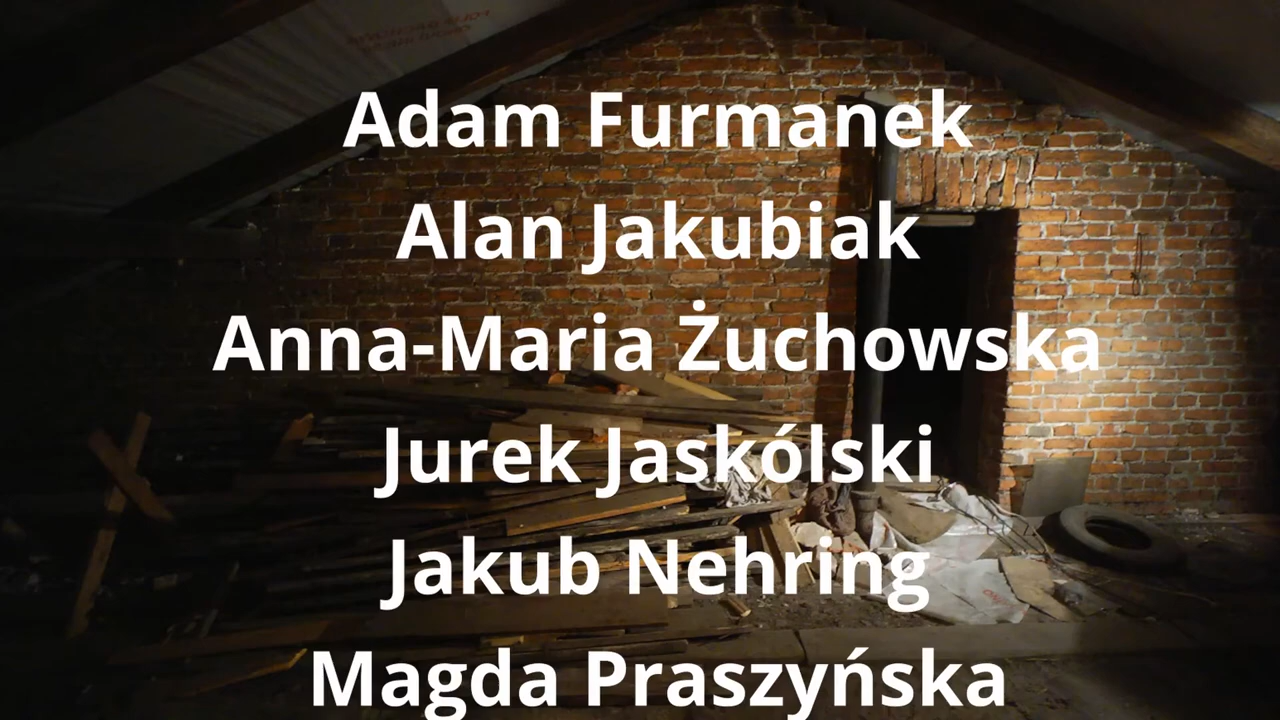 Adam Furmanek
Alan Jakubiak
Anna-Maria Żuchowska
Jurek Jaskólski
Jakub Nehring
Magda Praszyńska